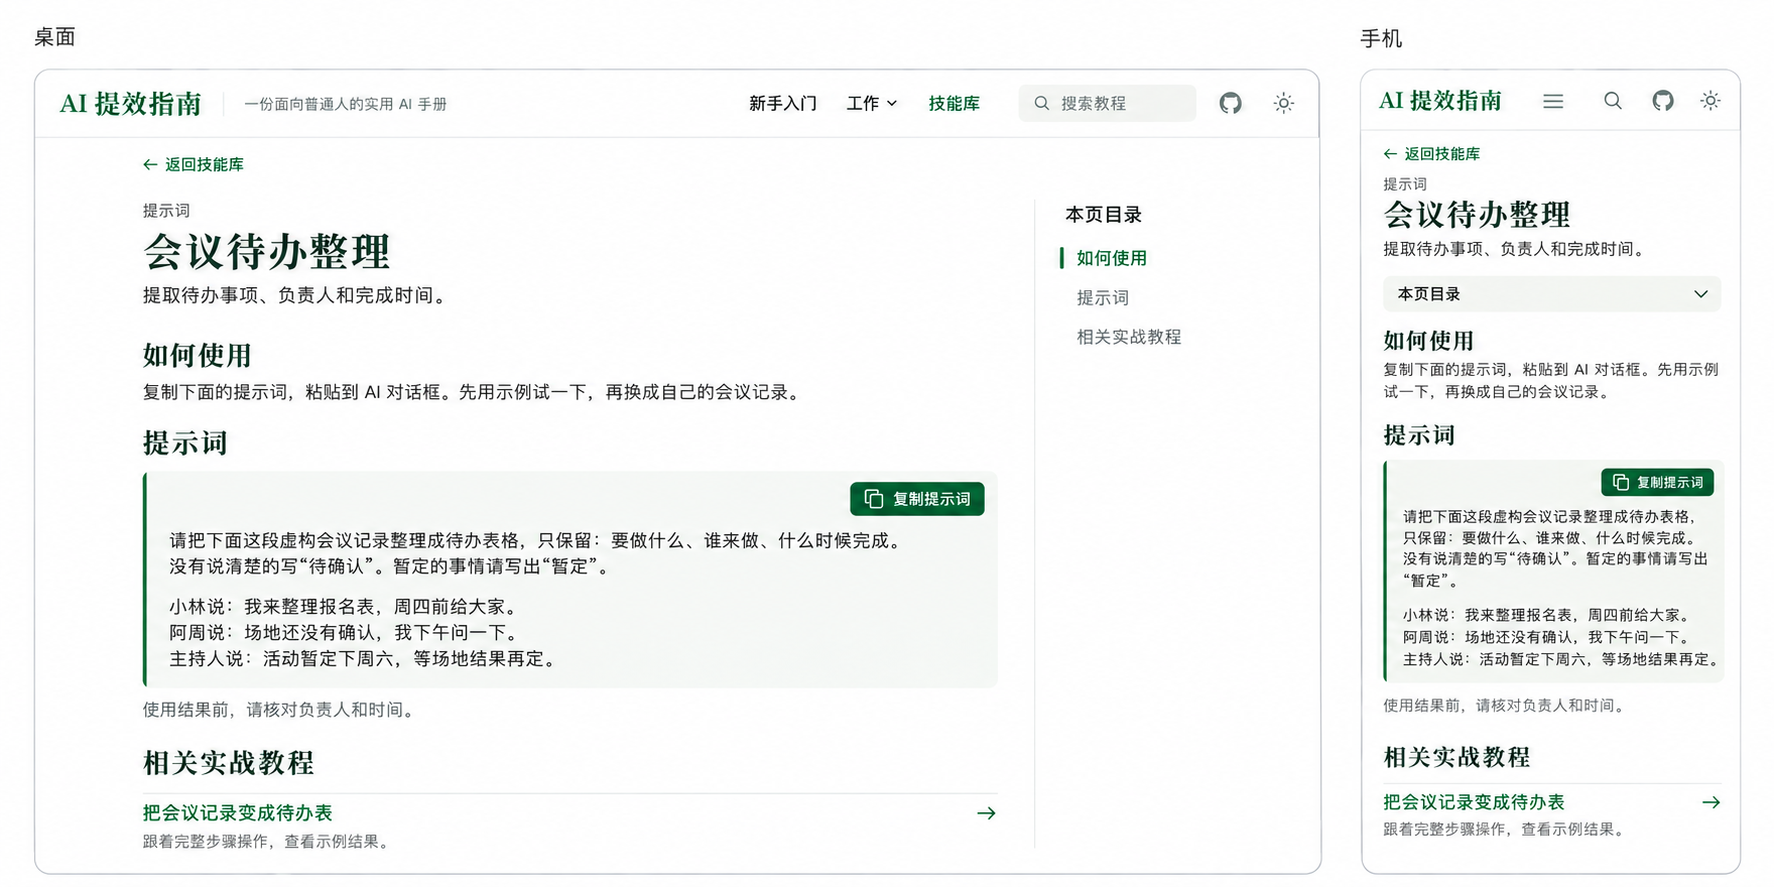 桌面
AI 提效指南
一份面向普通人的实用 AI 手册
新手入门
工作
技能库
搜索教程
← 返回技能库
提示词
会议待办整理
提取待办事项、负责人和完成时间。
如何使用
复制下面的提示词，粘贴到 AI 对话框。先用示例试一下，再换成自己的会议记录。
提示词
复制提示词
请把下面这段虚构会议记录整理成待办表格，只保留：要做什么、谁来做、什么时候完成。
没有说清楚的写“待确认”。暂定的事情请写出“暂定”。
小林说：我来整理报名表，周四前给大家。
阿周说：场地还没有确认，我下午问一下。
主持人说：活动暂定下周六，等场地结果再定。
使用结果前，请核对负责人和时间。
相关实战教程
把会议记录变成待办表 →
跟着完整步骤操作，查看示例结果。
本页目录
如何使用
提示词
相关实战教程
手机
AI 提效指南
← 返回技能库
提示词
会议待办整理
提取待办事项、负责人和完成时间。
本页目录
如何使用
复制下面的提示词，粘贴到 AI 对话框。先用示例
试一下，再换成自己的会议记录。
提示词
复制提示词
请把下面这段虚构会议记录整理成待办表格，
只保留：要做什么、谁来做、什么时候完成。
没有说清楚的写“待确认”。暂定的事情请写出
“暂定”。
小林说：我来整理报名表，周四前给大家。
阿周说：场地还没有确认，我下午问一下。
主持人说：活动暂定下周六，等场地结果再定。
使用结果前，请核对负责人和时间。
相关实战教程
把会议记录变成待办表 →
跟着完整步骤操作，查看示例结果。